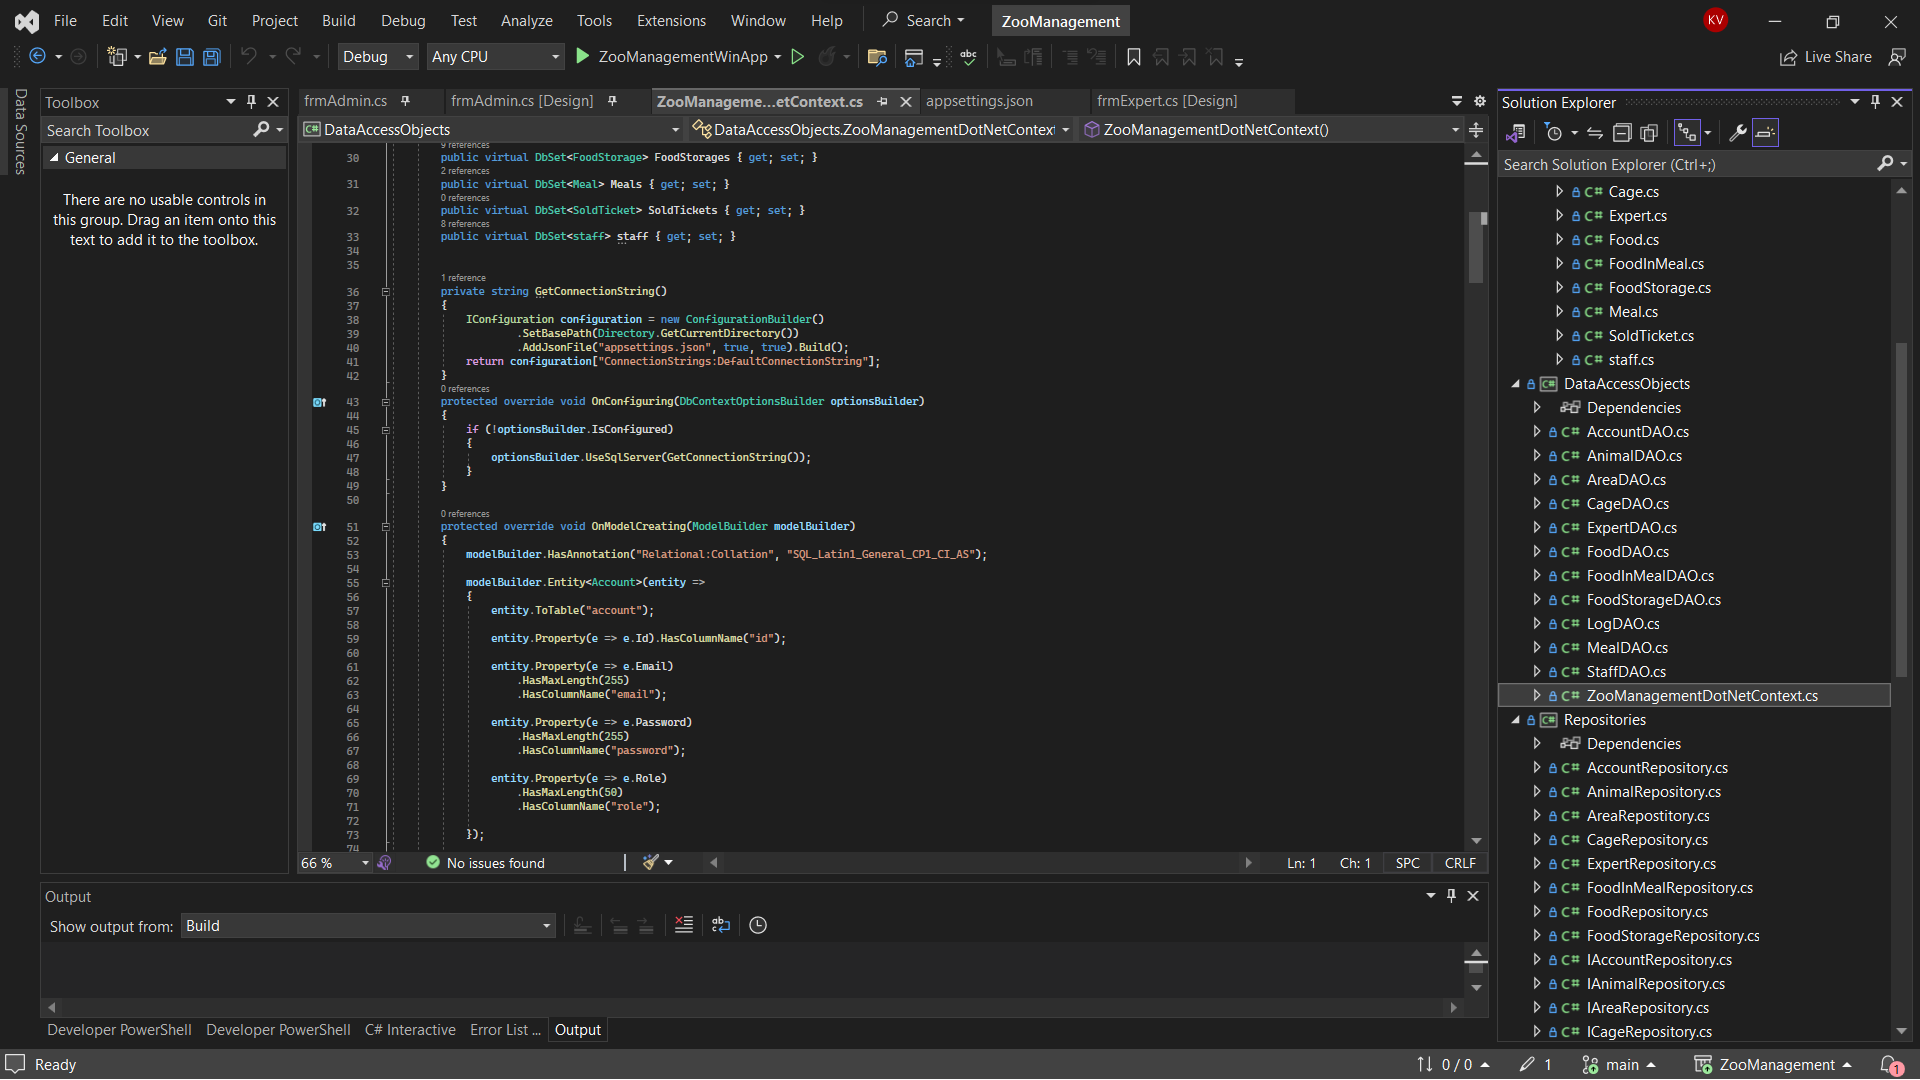 File Edit View Git Project Build Debug Test Analyze Tools Extensions Window Help Search ZooManagement KV
Debug Any CPU ZooManagementWinApp Live Share
Data Sources
Toolbox
Search Toolbox
General
There are no usable controls in
this group. Drag an item onto this
text to add it to the toolbox.
frmAdmin.cs frmAdmin.cs [Design] ZooManageme...etContext.cs appsettings.json frmExpert.cs [Design]
DataAccessObjects DataAccessObjects.ZooManagementDotNetContext ZooManagementDotNetContext()
9 references
30 public virtual DbSet<FoodStorage> FoodStorages { get; set; }
2 references
31 public virtual DbSet<Meal> Meals { get; set; }
0 references
32 public virtual DbSet<SoldTicket> SoldTickets { get; set; }
8 references
33 public virtual DbSet<staff> staff { get; set; }
34
35
1 reference
36 private string GetConnectionString()
37 {
38 IConfiguration configuration = new ConfigurationBuilder()
39 .SetBasePath(Directory.GetCurrentDirectory())
40 .AddJsonFile("appsettings.json", true, true).Build();
41 return configuration["ConnectionStrings:DefaultConnectionString"];
42 }
0 references
43 protected override void OnConfiguring(DbContextOptionsBuilder optionsBuilder)
44 {
45 if (!optionsBuilder.IsConfigured)
46 {
47 optionsBuilder.UseSqlServer(GetConnectionString());
48 }
49 }
50
0 references
51 protected override void OnModelCreating(ModelBuilder modelBuilder)
52 {
53 modelBuilder.HasAnnotation("Relational:Collation", "SQL_Latin1_General_CP1_CI_AS");
54
55 modelBuilder.Entity<Account>(entity =>
56 {
57 entity.ToTable("account");
58
59 entity.Property(e => e.Id).HasColumnName("id");
60
61 entity.Property(e => e.Email)
62 .HasMaxLength(255)
63 .HasColumnName("email");
64
65 entity.Property(e => e.Password)
66 .HasMaxLength(255)
67 .HasColumnName("password");
68
69 entity.Property(e => e.Role)
70 .HasMaxLength(50)
71 .HasColumnName("role");
72
73 });
74
66 % No issues found Ln: 1 Ch: 1 SPC CRLF
Output
Show output from: Build
Developer PowerShell Developer PowerShell C# Interactive Error List ... Output
Solution Explorer
Search Solution Explorer (Ctrl+;)
C# Cage.cs
C# Expert.cs
C# Food.cs
C# FoodInMeal.cs
C# FoodStorage.cs
C# Meal.cs
C# SoldTicket.cs
C# staff.cs
C# DataAccessObjects
Dependencies
C# AccountDAO.cs
C# AnimalDAO.cs
C# AreaDAO.cs
C# CageDAO.cs
C# ExpertDAO.cs
C# FoodDAO.cs
C# FoodInMealDAO.cs
C# FoodStorageDAO.cs
C# LogDAO.cs
C# MealDAO.cs
C# StaffDAO.cs
C# ZooManagementDotNetContext.cs
C# Repositories
Dependencies
C# AccountRepository.cs
C# AnimalRepository.cs
C# AreaRepostitory.cs
C# CageRepository.cs
C# ExpertRepository.cs
C# FoodInMealRepository.cs
C# FoodRepository.cs
C# FoodStorageRepository.cs
C# IAccountRepository.cs
C# IAnimalRepository.cs
C# IAreaRepository.cs
C# ICageRepository.cs
Ready 0 / 0 1 main ZooManagement 1